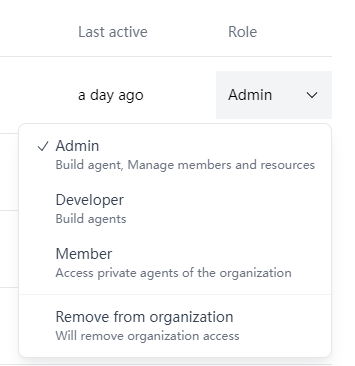 Last active Role
a day ago Admin
Admin
Build agent, Manage members and resources
Developer
Build agents
Member
Access private agents of the organization
Remove from organization
Will remove organization access